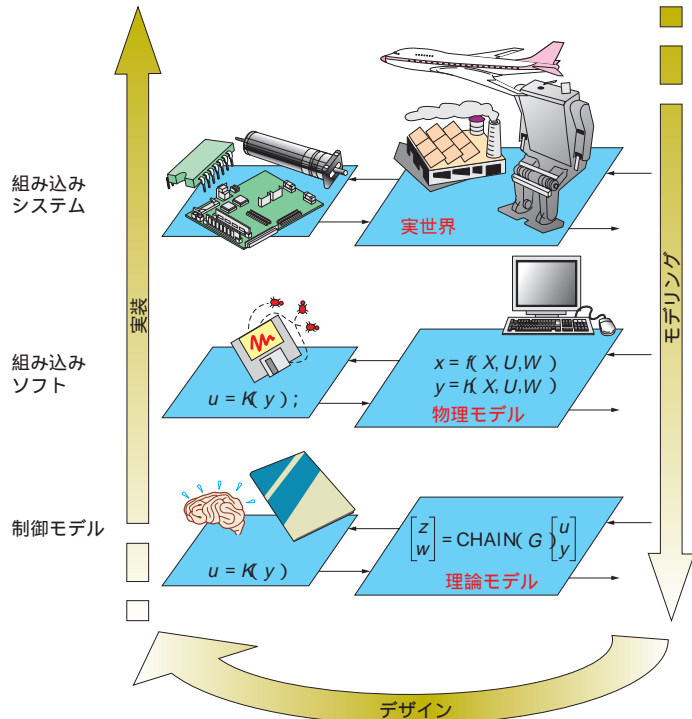 組み込み
システム
実世界
実装
モデリング
組み込み
ソフト
u = K( y ) ;
x = f( X, U, W )
y = h( X, U, W )
物理モデル
制御モデル
u = K( y )
[z w] = CHAIN( G ) [u y]
理論モデル
デザイン